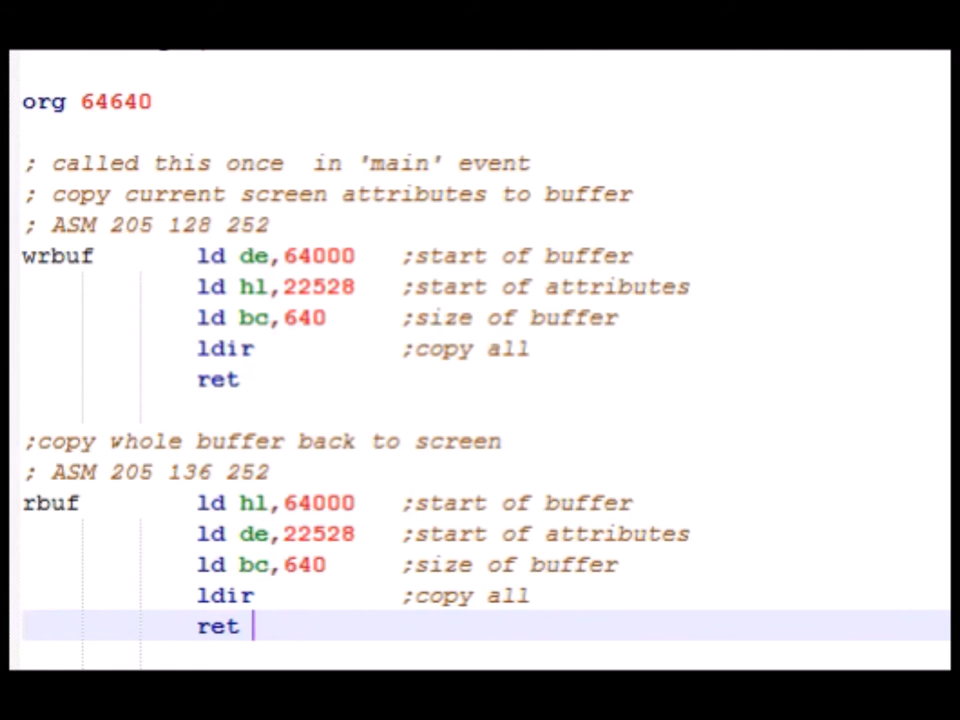 org 64640
; called this once  in 'main' event
; copy current screen attributes to buffer
; ASM 205 128 252
wrbuf ld de,64000 ;start of buffer
ld hl,22528 ;start of attributes
ld bc,640 ;size of buffer
ldir ;copy all
ret
;copy whole buffer back to screen
; ASM 205 136 252
rbuf ld hl,64000 ;start of buffer
ld de,22528 ;start of attributes
ld bc,640 ;size of buffer
ldir ;copy all
ret